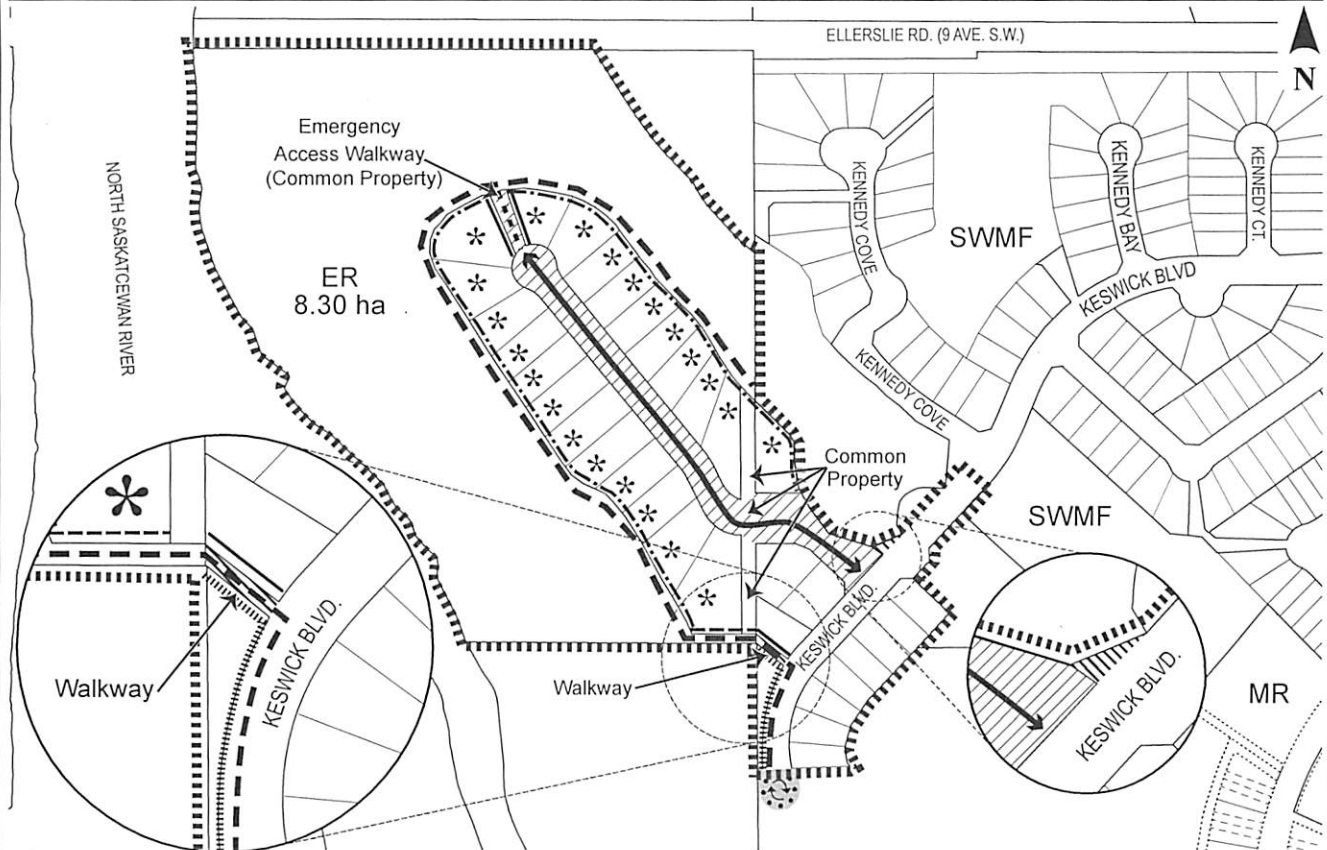 ELLERSLIE RD. (9 AVE. S.W.)
N
Emergency
Access Walkway
(Common Property)
NORTH SASKATCEWAN RIVER
KENNEDY COVE
KENNEDY BAY
KENNEDY CT.
SWMF
ER
8.30 ha
KESWICK BLVD
KENNEDY COVE
Common
Property
SWMF
KESWICK BLVD.
Walkway
KESWICK BLVD.
Walkway
KESWICK BLVD.
MR